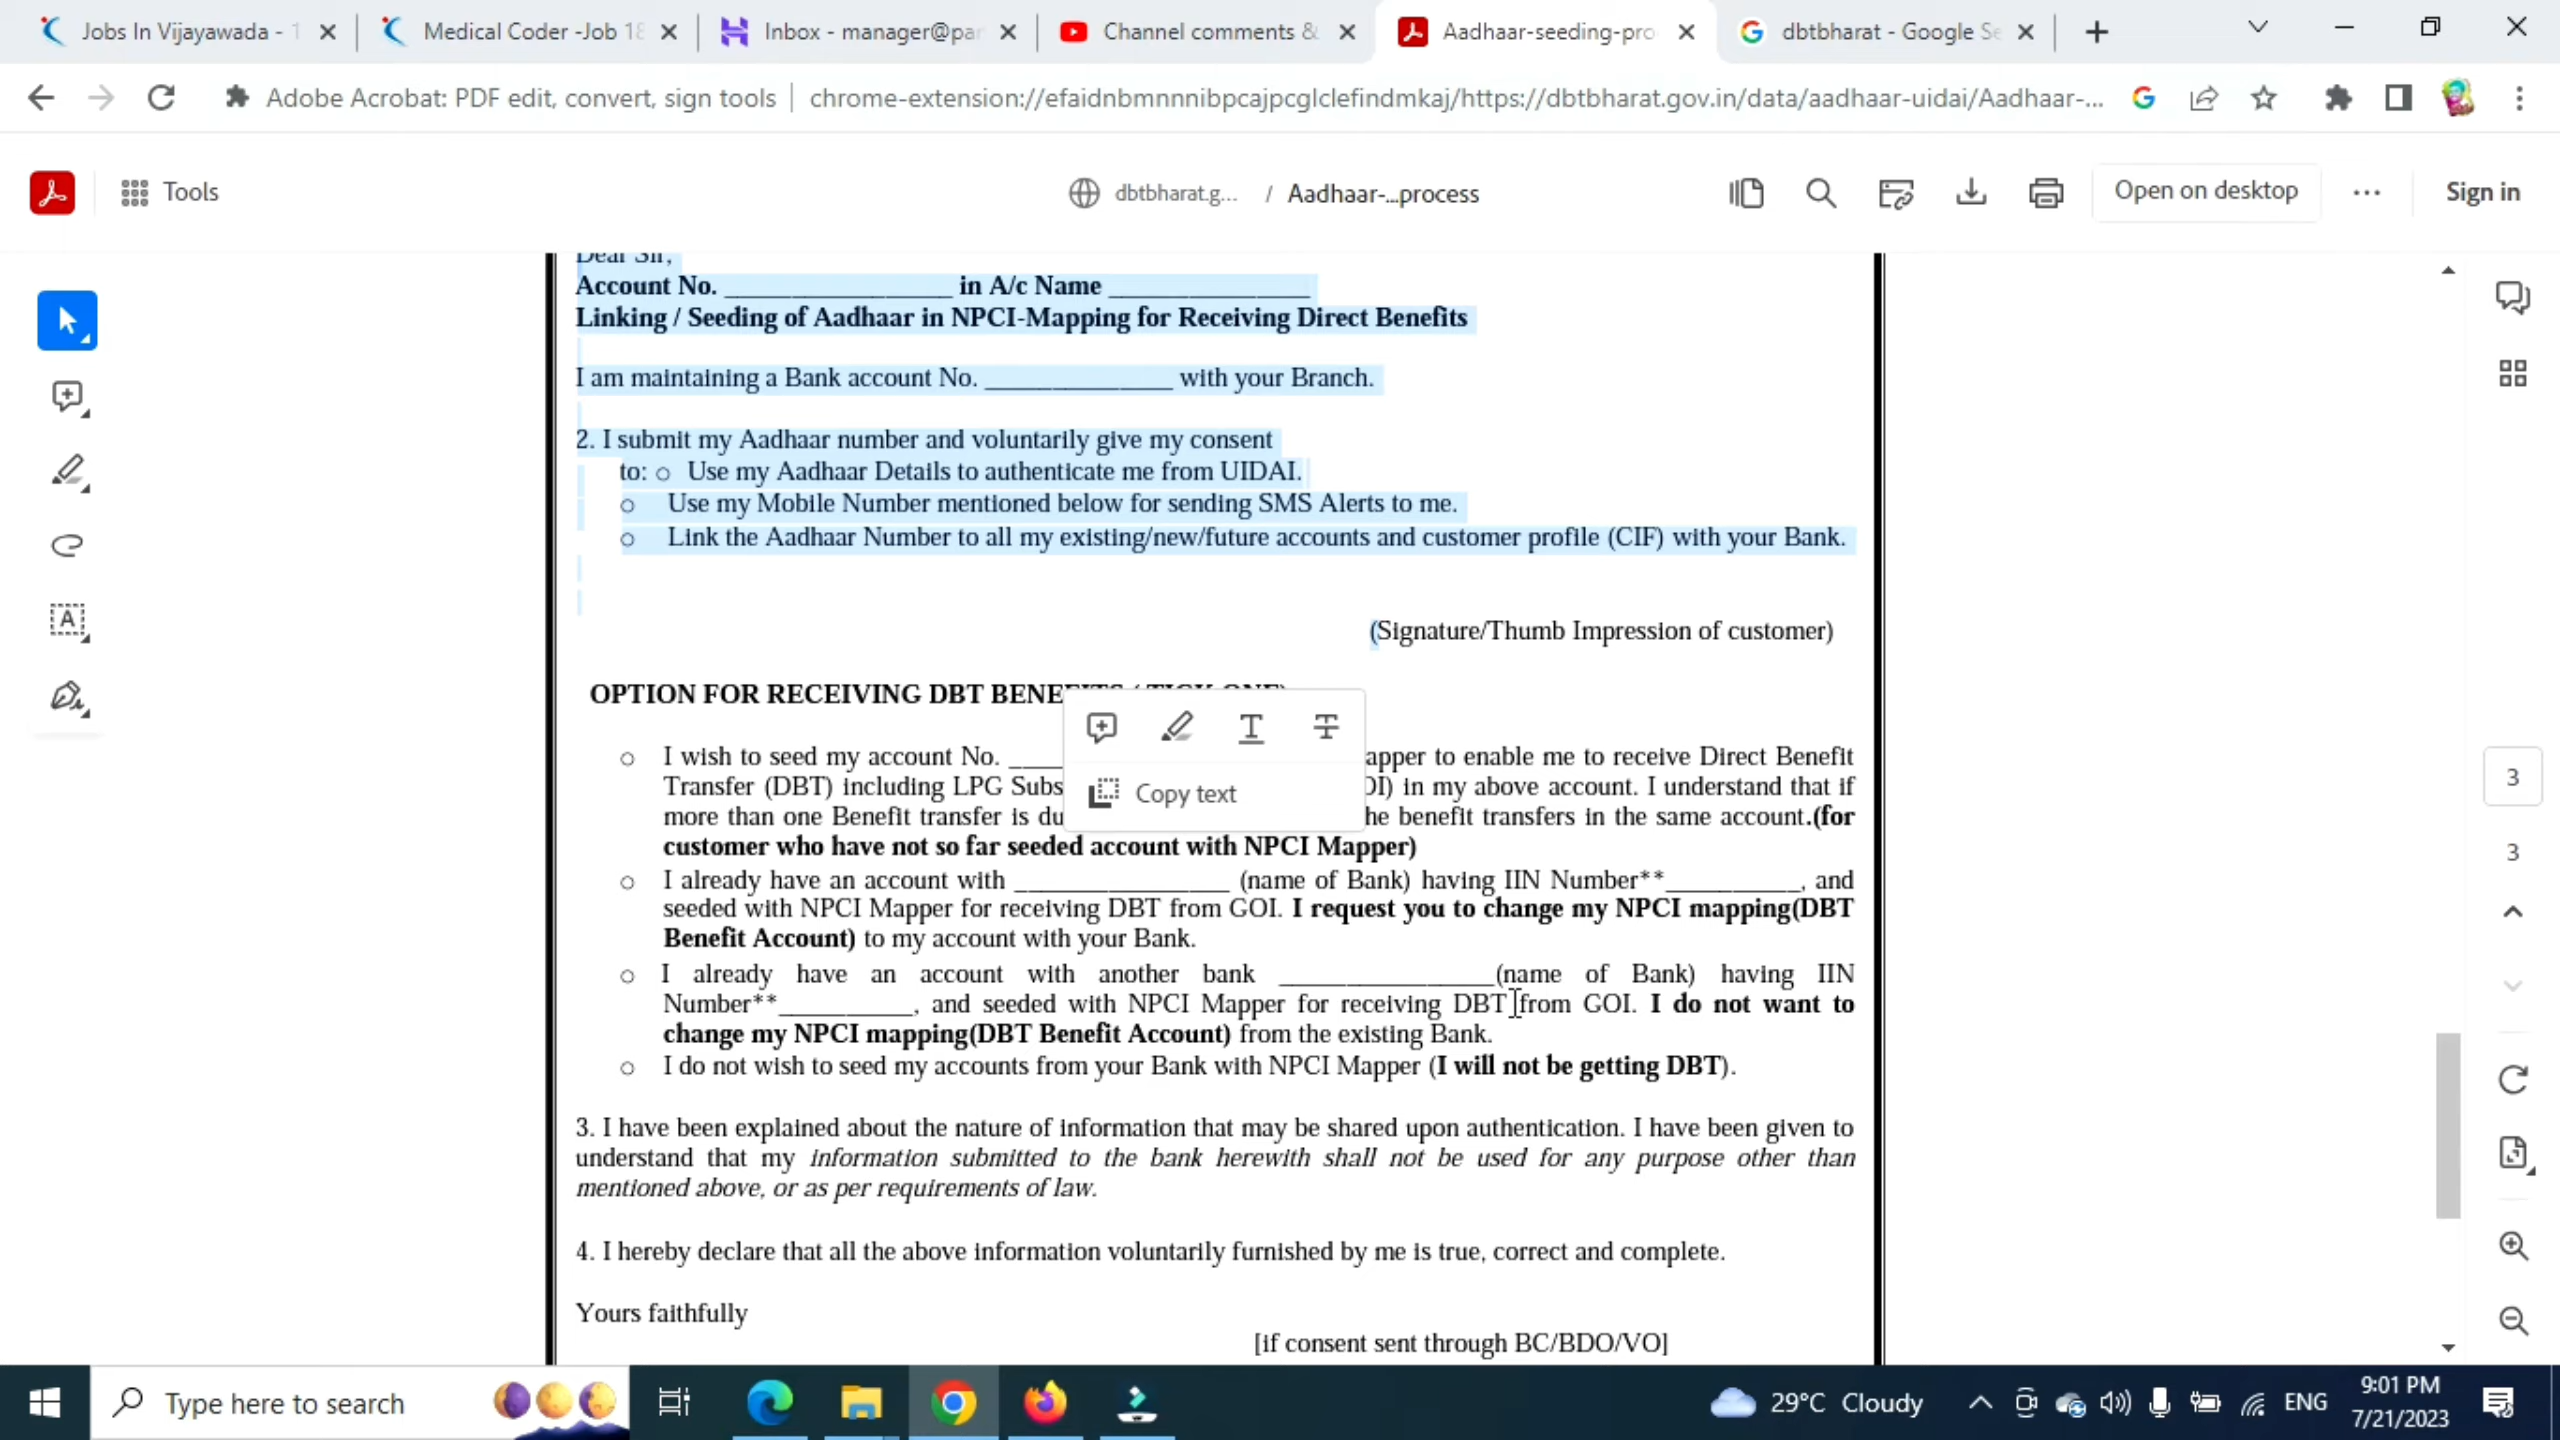 Jobs In Vijayawada - 1
Medical Coder -Job 18
Inbox - manager@par
Channel comments &
Aadhaar-seeding-pro
dbtbharat - Google Se
Adobe Acrobat: PDF edit, convert, sign tools
chrome-extension://efaidnbmnnnibpcajpcglclefindmkaj/https://dbtbharat.gov.in/data/aadhaar-uidai/Aadhaar-...
Tools
dbtbharat.g... / Aadhaar-...process
Open on desktop
Sign in
Dear Sir,
Account No. _________________ in A/c Name _______________
Linking / Seeding of Aadhaar in NPCI-Mapping for Receiving Direct Benefits
I am maintaining a Bank account No. ______________ with your Branch.
2. I submit my Aadhaar number and voluntarily give my consent
to: o Use my Aadhaar Details to authenticate me from UIDAI.
o Use my Mobile Number mentioned below for sending SMS Alerts to me.
o Link the Aadhaar Number to all my existing/new/future accounts and customer profile (CIF) with your Bank.
(Signature/Thumb Impression of customer)
OPTION FOR RECEIVING DBT BENEFITS ( TICK ONE)
o I wish to seed my account No. ____ apper to enable me to receive Direct Benefit
Transfer (DBT) including LPG Subs OI) in my above account. I understand that if
more than one Benefit transfer is du he benefit transfers in the same account.(for
customer who have not so far seeded account with NPCI Mapper)
Copy text
o I already have an account with ________________ (name of Bank) having IIN Number**__________, and
seeded with NPCI Mapper for receiving DBT from GOI. I request you to change my NPCI mapping(DBT
Benefit Account) to my account with your Bank.
o I already have an account with another bank ________________(name of Bank) having IIN
Number**__________, and seeded with NPCI Mapper for receiving DBT from GOI. I do not want to
change my NPCI mapping(DBT Benefit Account) from the existing Bank.
o I do not wish to seed my accounts from your Bank with NPCI Mapper (I will not be getting DBT).
3. I have been explained about the nature of information that may be shared upon authentication. I have been given to
understand that my information submitted to the bank herewith shall not be used for any purpose other than
mentioned above, or as per requirements of law.
4. I hereby declare that all the above information voluntarily furnished by me is true, correct and complete.
Yours faithfully
[if consent sent through BC/BDO/VO]
3
3
Type here to search
29°C Cloudy
ENG
9:01 PM
7/21/2023